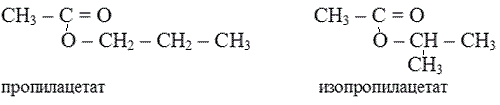 CH₃ – C = O          CH₃ – C = O
O – CH₂ – CH₂ – CH₃          O – CH – CH₃
CH₃
пропилацетат          изопропилацетат